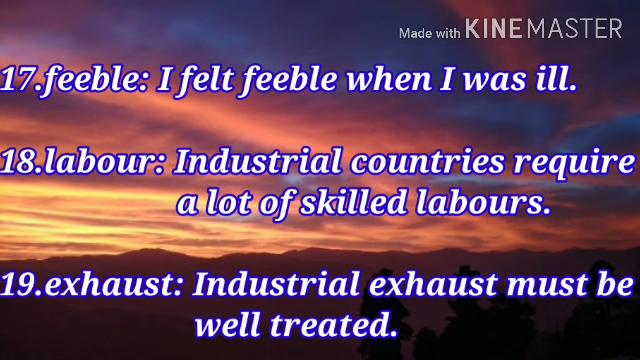 Made with KINEMASTER
17.feeble: I felt feeble when I was ill.
18.labour: Industrial countries require
a lot of skilled labours.
19.exhaust: Industrial exhaust must be
well treated.